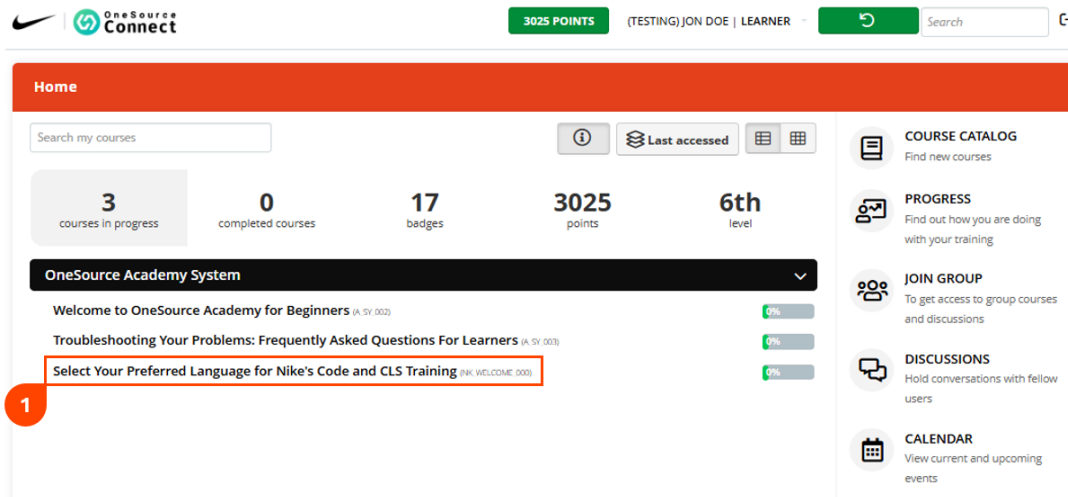 OneSource
Connect
3025 POINTS
(TESTING) JON DOE | LEARNER
Search
Home
Search my courses
Last accessed
3
courses in progress
0
completed courses
17
badges
3025
points
6th
level
OneSource Academy System
Welcome to OneSource Academy for Beginners (A_SY_002)
0%
Troubleshooting Your Problems: Frequently Asked Questions For Learners (A_SY_003)
0%
Select Your Preferred Language for Nike's Code and CLS Training (NK_WELCOME_000)
0%
1
COURSE CATALOG
Find new courses
PROGRESS
Find out how you are doing
with your training
JOIN GROUP
To get access to group courses
and discussions
DISCUSSIONS
Hold conversations with fellow
users
CALENDAR
View current and upcoming
events